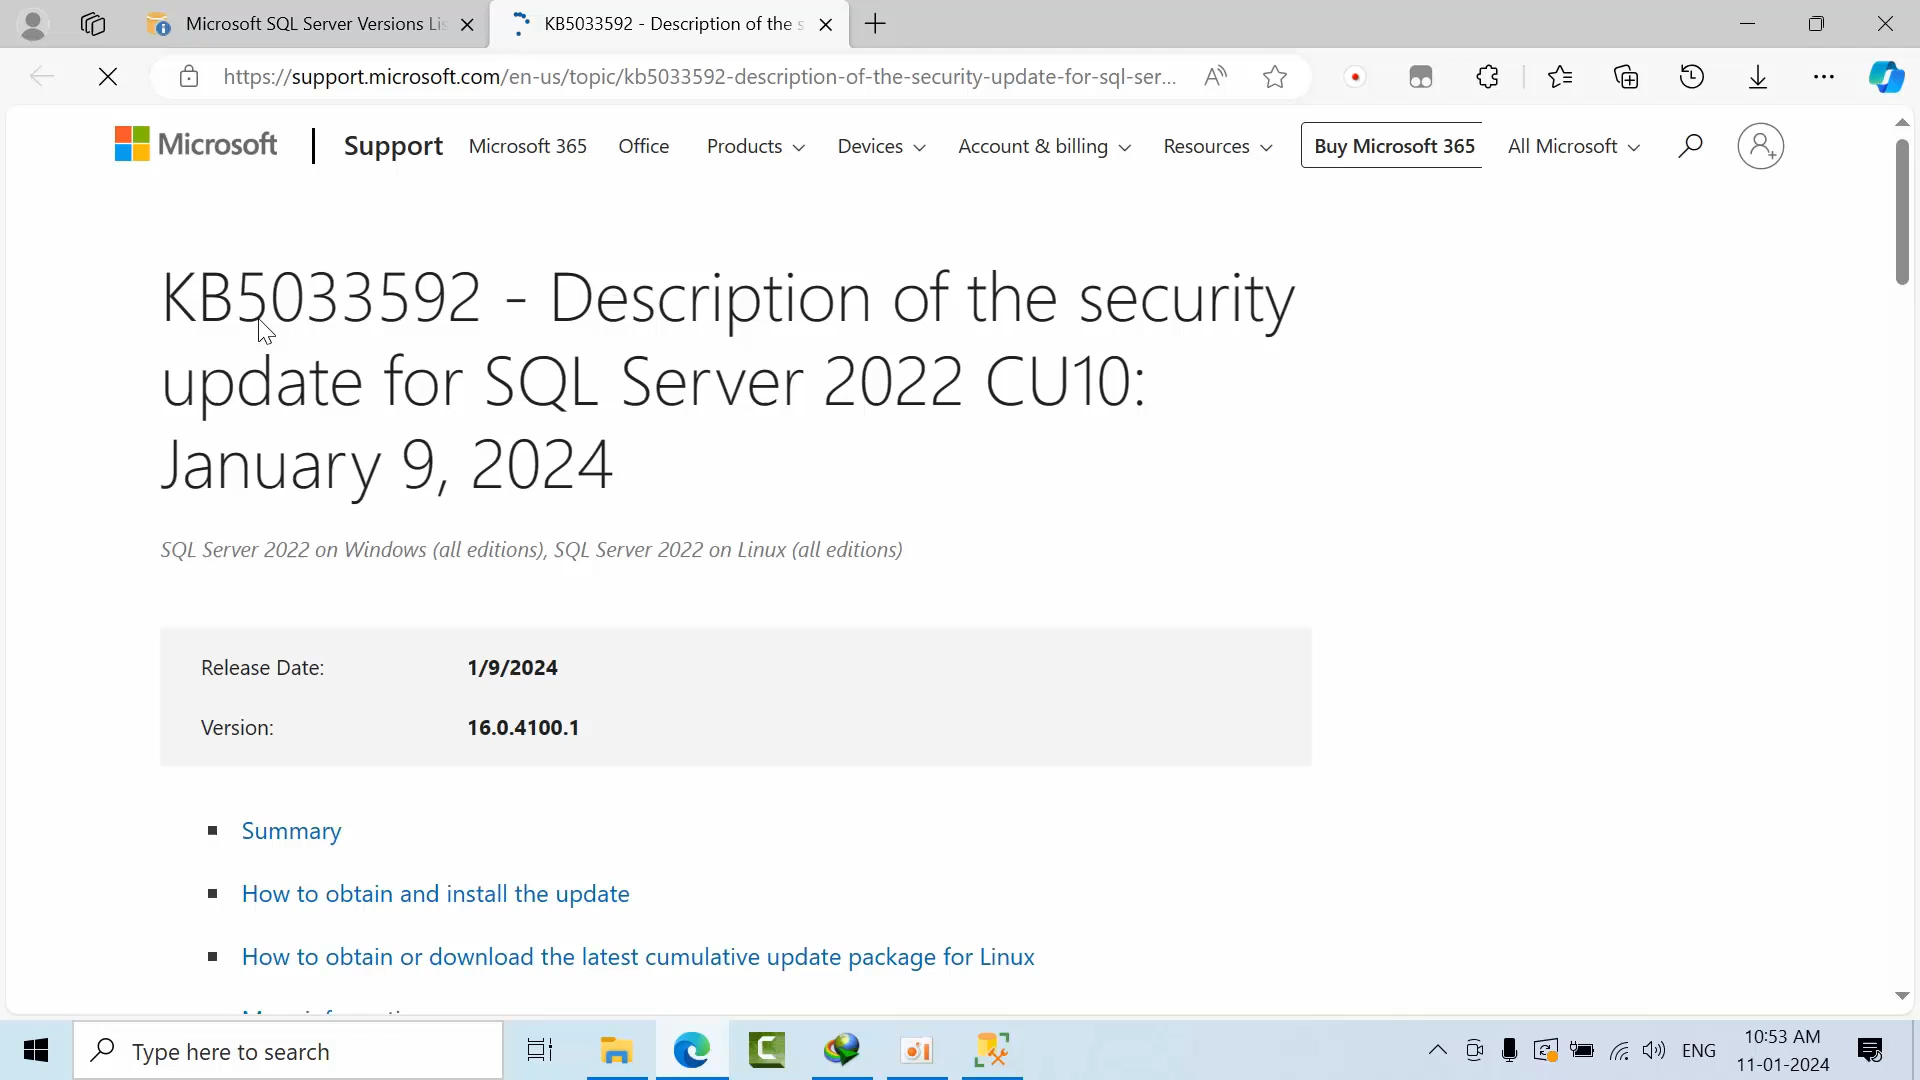 Microsoft SQL Server Versions Lis
KB5033592 - Description of the s
https://support.microsoft.com/en-us/topic/kb5033592-description-of-the-security-update-for-sql-ser...
Microsoft
Support
Microsoft 365
Office
Products
Devices
Account & billing
Resources
Buy Microsoft 365
All Microsoft
KB5033592 - Description of the security
update for SQL Server 2022 CU10:
January 9, 2024
SQL Server 2022 on Windows (all editions), SQL Server 2022 on Linux (all editions)
Release Date: 1/9/2024
Version: 16.0.4100.1
Summary
How to obtain and install the update
How to obtain or download the latest cumulative update package for Linux
Type here to search
ENG
10:53 AM
11-01-2024